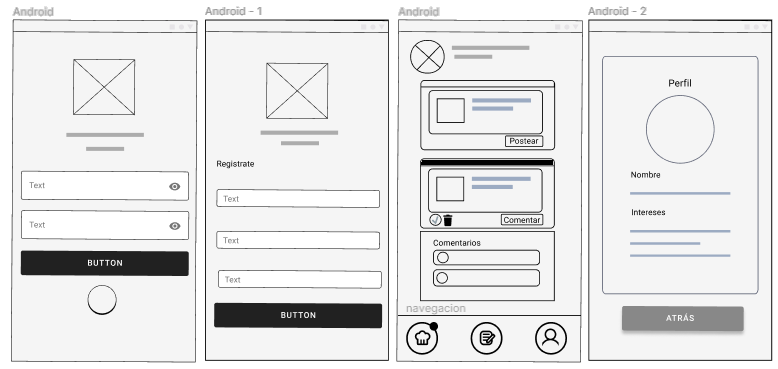 Android
Text
Text
BUTTON
Android - 1
Registrate
Text
Text
Text
BUTTON
Android
Postear
Comentar
Comentarios
navegacion
Android - 2
Perfil
Nombre
Intereses
ATRÁS